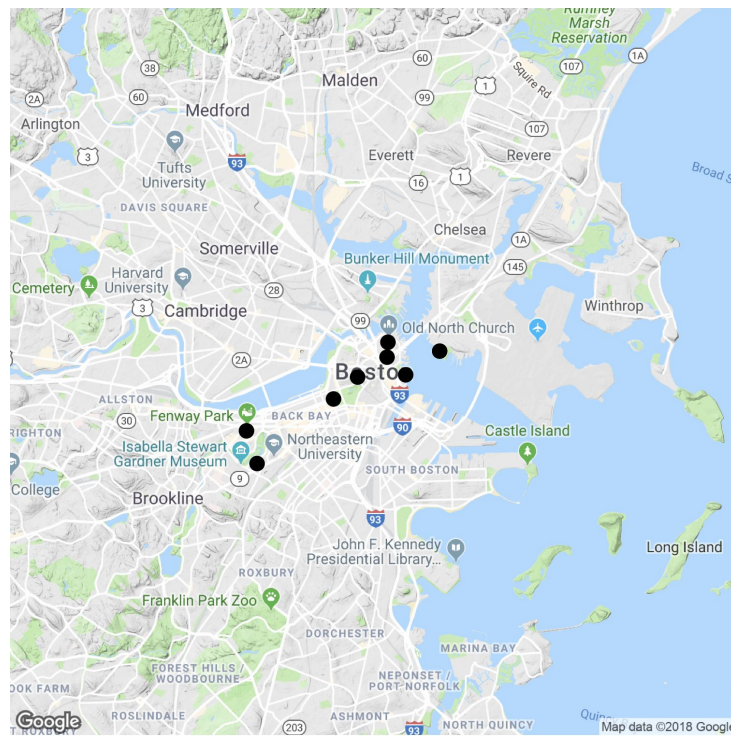 Rumney
Marsh
Reservation
1A
107
60
38
Malden
1
Squire Rd
2A
60
99
Medford
Arlington
107
3
Tufts
University
93
Everett
Revere
1
16
Broad S
DAVIS SQUARE
Chelsea
Somerville
1A
Bunker Hill Monument
145
Harvard
University
Cemetery
28
3
Winthrop
Cambridge
99
Old North Church
2A
Boston
93
ALLSTON
Fenway Park
BACK BAY
30
90
RIGHTON
Isabella Stewart
Gardner Museum
Northeastern
University
Castle Island
SOUTH BOSTON
9
College
Brookline
93
John F. Kennedy
Presidential Library...
Long Island
ROXBURY
Franklin Park Zoo
DORCHESTER
MARINA BAY
FOREST HILLS /
WOODBOURNE
NEPONSET /
PORT-NORFOLK
OOK FARM
ROSLINDALE
ASHMONT
Google
ST ROXBURY
203
93
NORTH QUINCY
Map data ©2018 Google